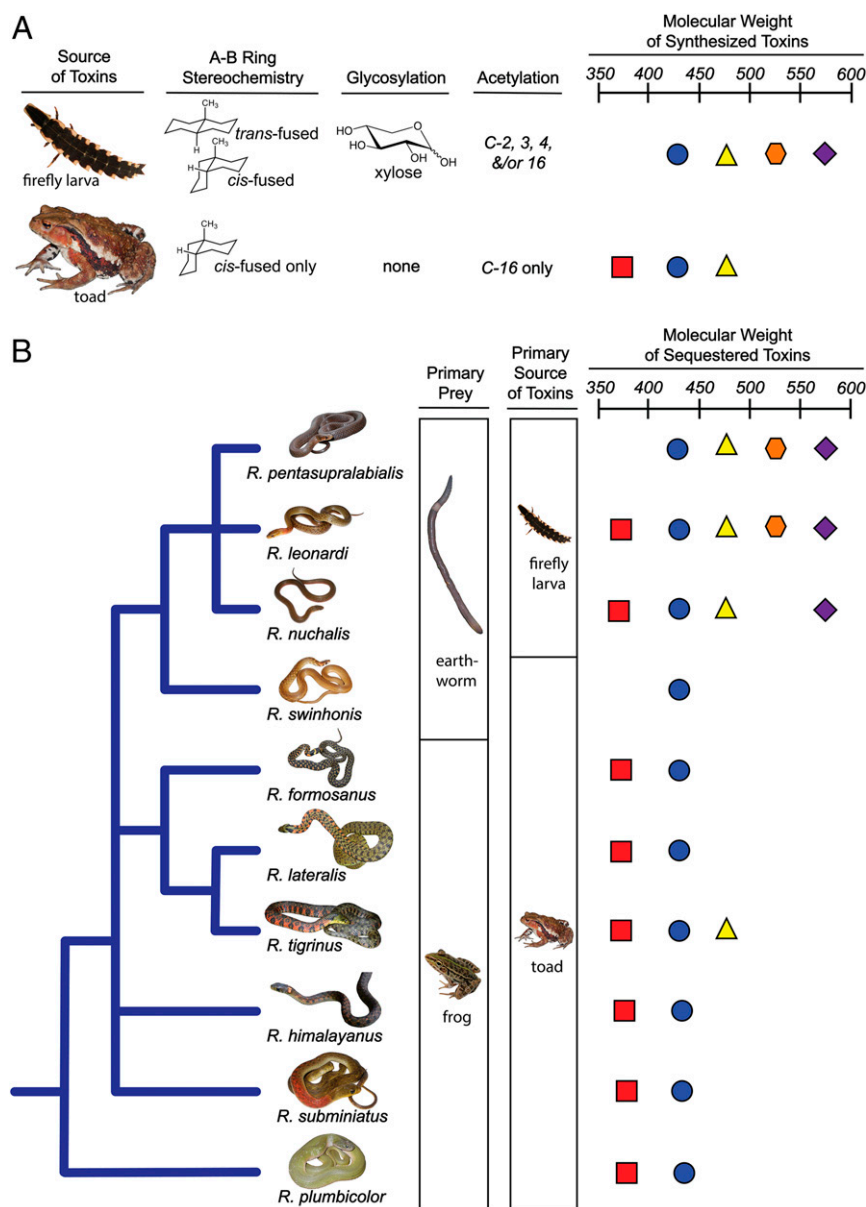 A
Source
of Toxins
A-B Ring
Stereochemistry
Glycosylation
Acetylation
Molecular Weight
of Synthesized Toxins
350 400 450 500 550 600
firefly larva
CH₃
H
trans-fused
CH₃
H
cis-fused
HO
HO
O
HO
OH
xylose
C-2, 3, 4,
&/or 16
toad
CH₃
H
cis-fused only
none
C-16 only
B
Primary
Prey
Primary
Source
of Toxins
Molecular Weight
of Sequestered Toxins
350 400 450 500 550 600
R. pentasupralabialis
R. leonardi
R. nuchalis
R. swinhonis
R. formosanus
R. lateralis
R. tigrinus
R. himalayanus
R. subminiatus
R. plumbicolor
earth-
worm
frog
firefly
larva
toad